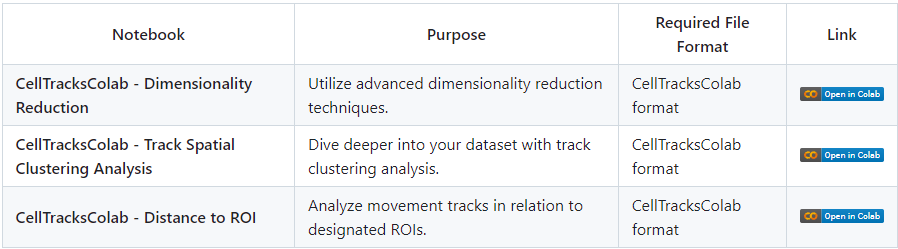 Notebook Purpose Required File Format Link
CellTracksColab - Dimensionality Reduction Utilize advanced dimensionality reduction techniques. CellTracksColab format Open in Colab
CellTracksColab - Track Spatial Clustering Analysis Dive deeper into your dataset with track clustering analysis. CellTracksColab format Open in Colab
CellTracksColab - Distance to ROI Analyze movement tracks in relation to designated ROIs. CellTracksColab format Open in Colab